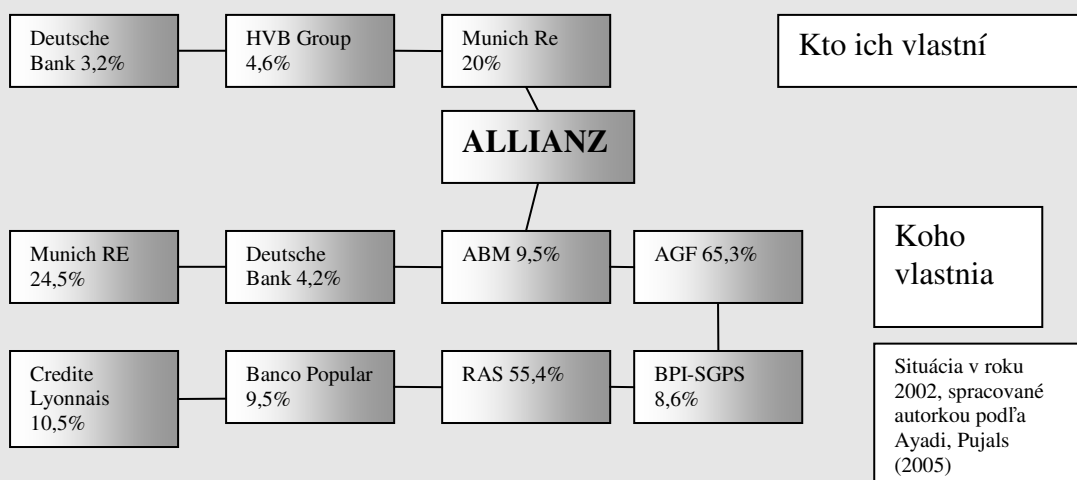 Deutsche
Bank 3,2%
HVB Group
4,6%
Munich Re
20%
Kto ich vlastní
ALLIANZ
Munich RE
24,5%
Deutsche
Bank 4,2%
ABM 9,5%
AGF 65,3%
Koho
vlastnia
Credite
Lyonnais
10,5%
Banco Popular
9,5%
RAS 55,4%
BPI-SGPS
8,6%
Situácia v roku
2002, spracované
autorkou podľa
Ayadi, Pujals
(2005)